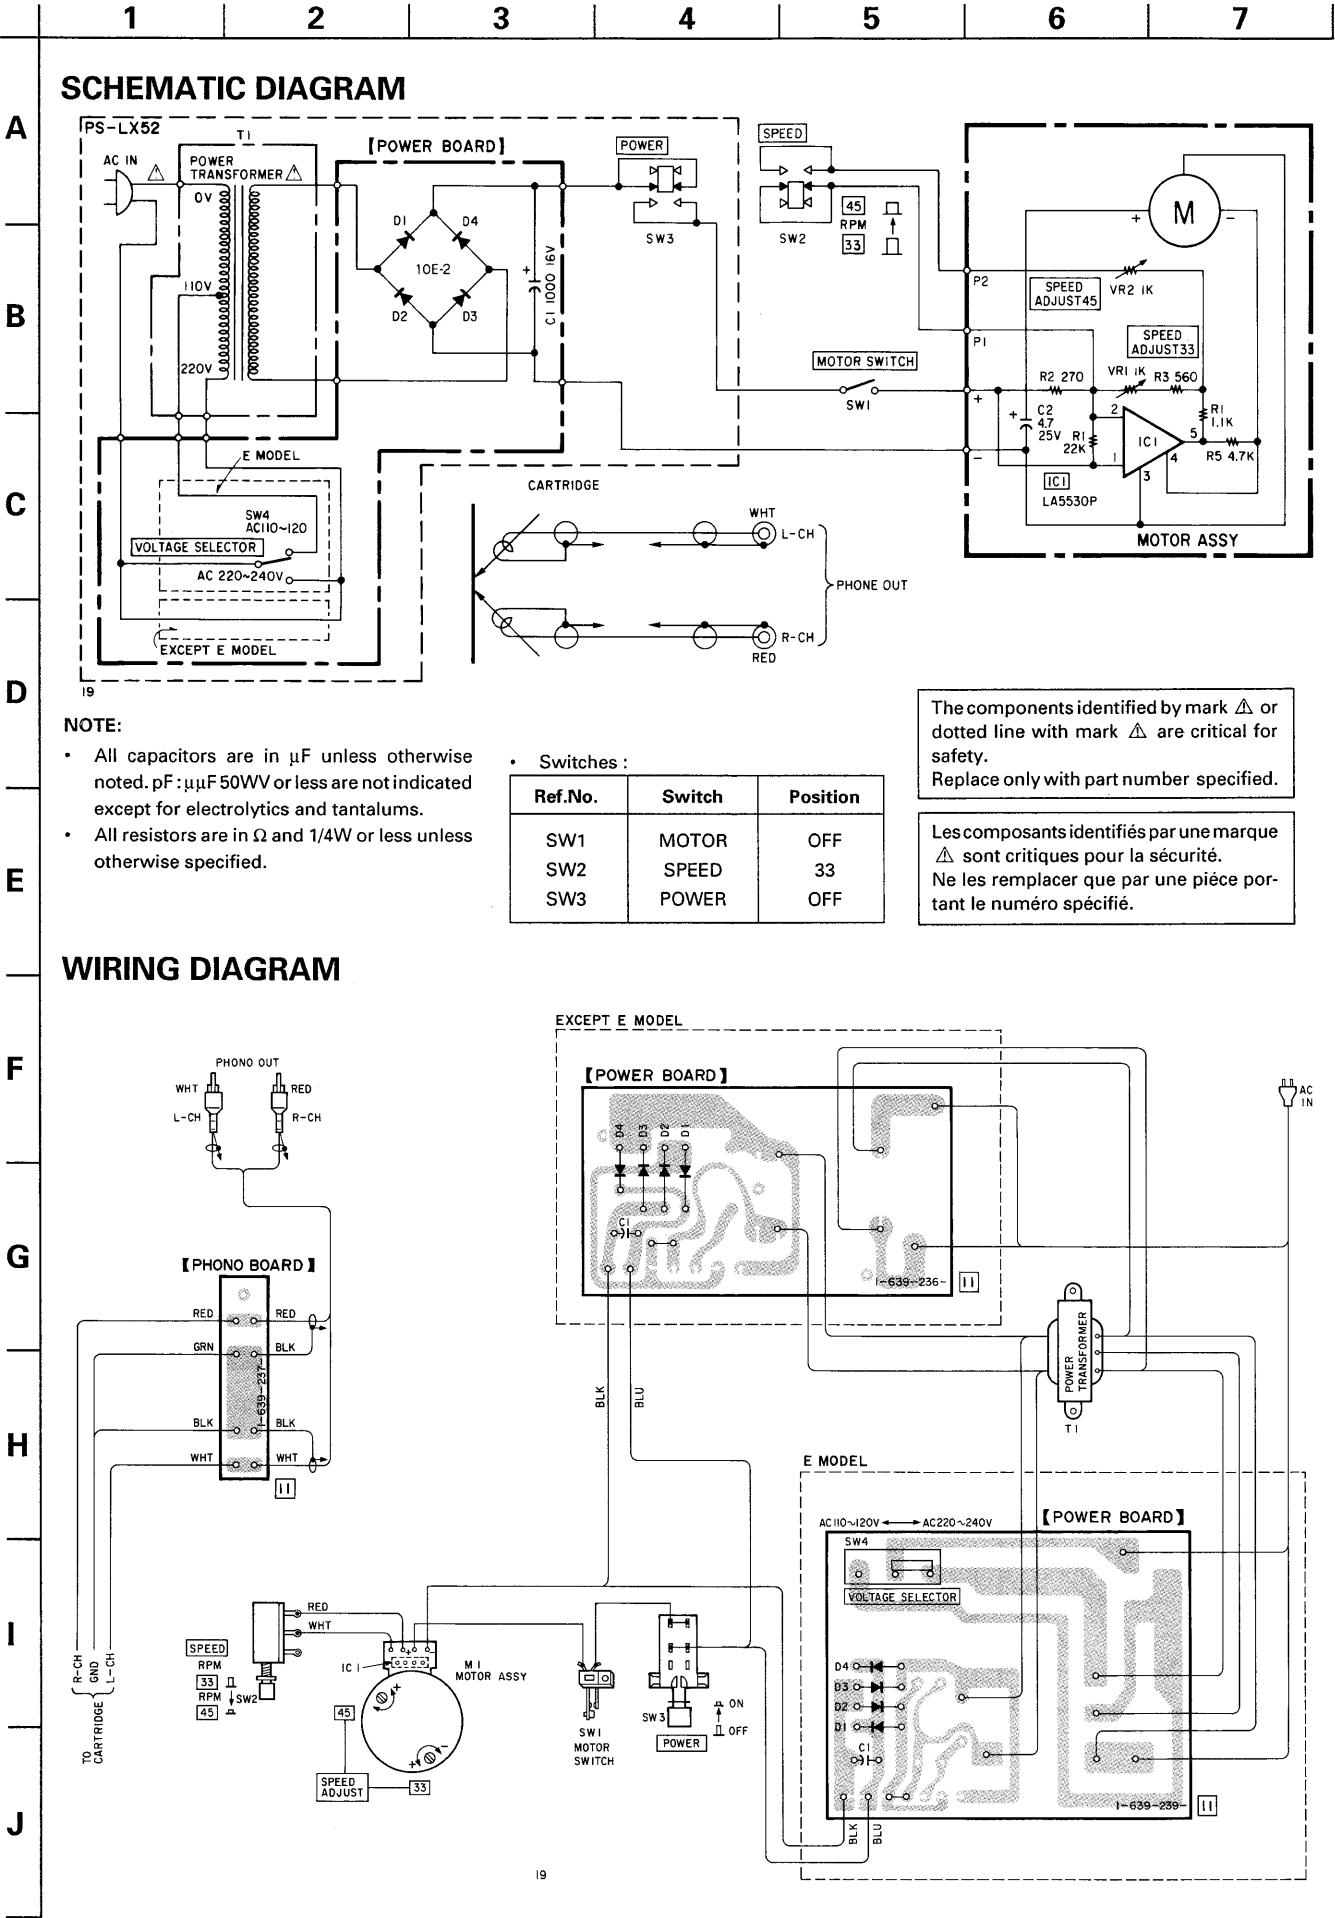 1 2 3 4 5 6 7
A
B
C
D
E
F
G
H
I
J
SCHEMATIC DIAGRAM
PS-LX52
T1
【POWER BOARD】
POWER
SPEED
AC IN
POWER
TRANSFORMER
0V
110V
220V
D1
D4
10E-2
D2
D3
+
C1 1000 16V
SW3
SW2
45
RPM
33
M
+
-
P2
SPEED
ADJUST45
VR2 1K
P1
SPEED
ADJUST33
MOTOR SWITCH
SW1
+
R2 270
VR1 1K
R3 560
+
C2
4.7
25V
R1
22K
2
1
IC1
5
4
3
R1
1.1K
R5 4.7K
-
IC1
LA5530P
MOTOR ASSY
E MODEL
SW4
AC110~120
VOLTAGE SELECTOR
AC 220~240V
EXCEPT E MODEL
CARTRIDGE
WHT
L-CH
PHONE OUT
R-CH
RED
19
NOTE:
• All capacitors are in µF unless otherwise
noted. pF : µµF 50WV or less are not indicated
except for electrolytics and tantalums.
• All resistors are in Ω and 1/4W or less unless
otherwise specified.
• Switches :
Ref.No. Switch Position
SW1 MOTOR OFF
SW2 SPEED 33
SW3 POWER OFF
The components identified by mark ⚠ or
dotted line with mark ⚠ are critical for
safety.
Replace only with part number specified.
Les composants identifiés par une marque
⚠ sont critiques pour la sécurité.
Ne les remplacer que par une piéce por-
tant le numéro spécifié.
WIRING DIAGRAM
EXCEPT E MODEL
【POWER BOARD】
D4
D3
D2
D1
C1
1-639-236-
11
AC
IN
PHONO OUT
WHT
RED
L-CH
R-CH
【PHONO BOARD】
RED
RED
GRN
BLK
1-639-237-
BLK
BLK
WHT
WHT
11
BLK
BLU
POWER
TRANSFORMER
T1
E MODEL
【POWER BOARD】
AC110~120V
AC220~240V
SW4
VOLTAGE SELECTOR
D4
D3
D2
D1
C1
1-639-239-
11
BLK
BLU
R-CH
GND
L-CH
TO
CARTRIDGE
RED
WHT
SPEED
RPM
33
RPM
45
SW2
IC1
+
M1
MOTOR ASSY
45
+
+
-
SPEED
ADJUST
33
SW1
MOTOR
SWITCH
SW3
POWER
ON
OFF
19